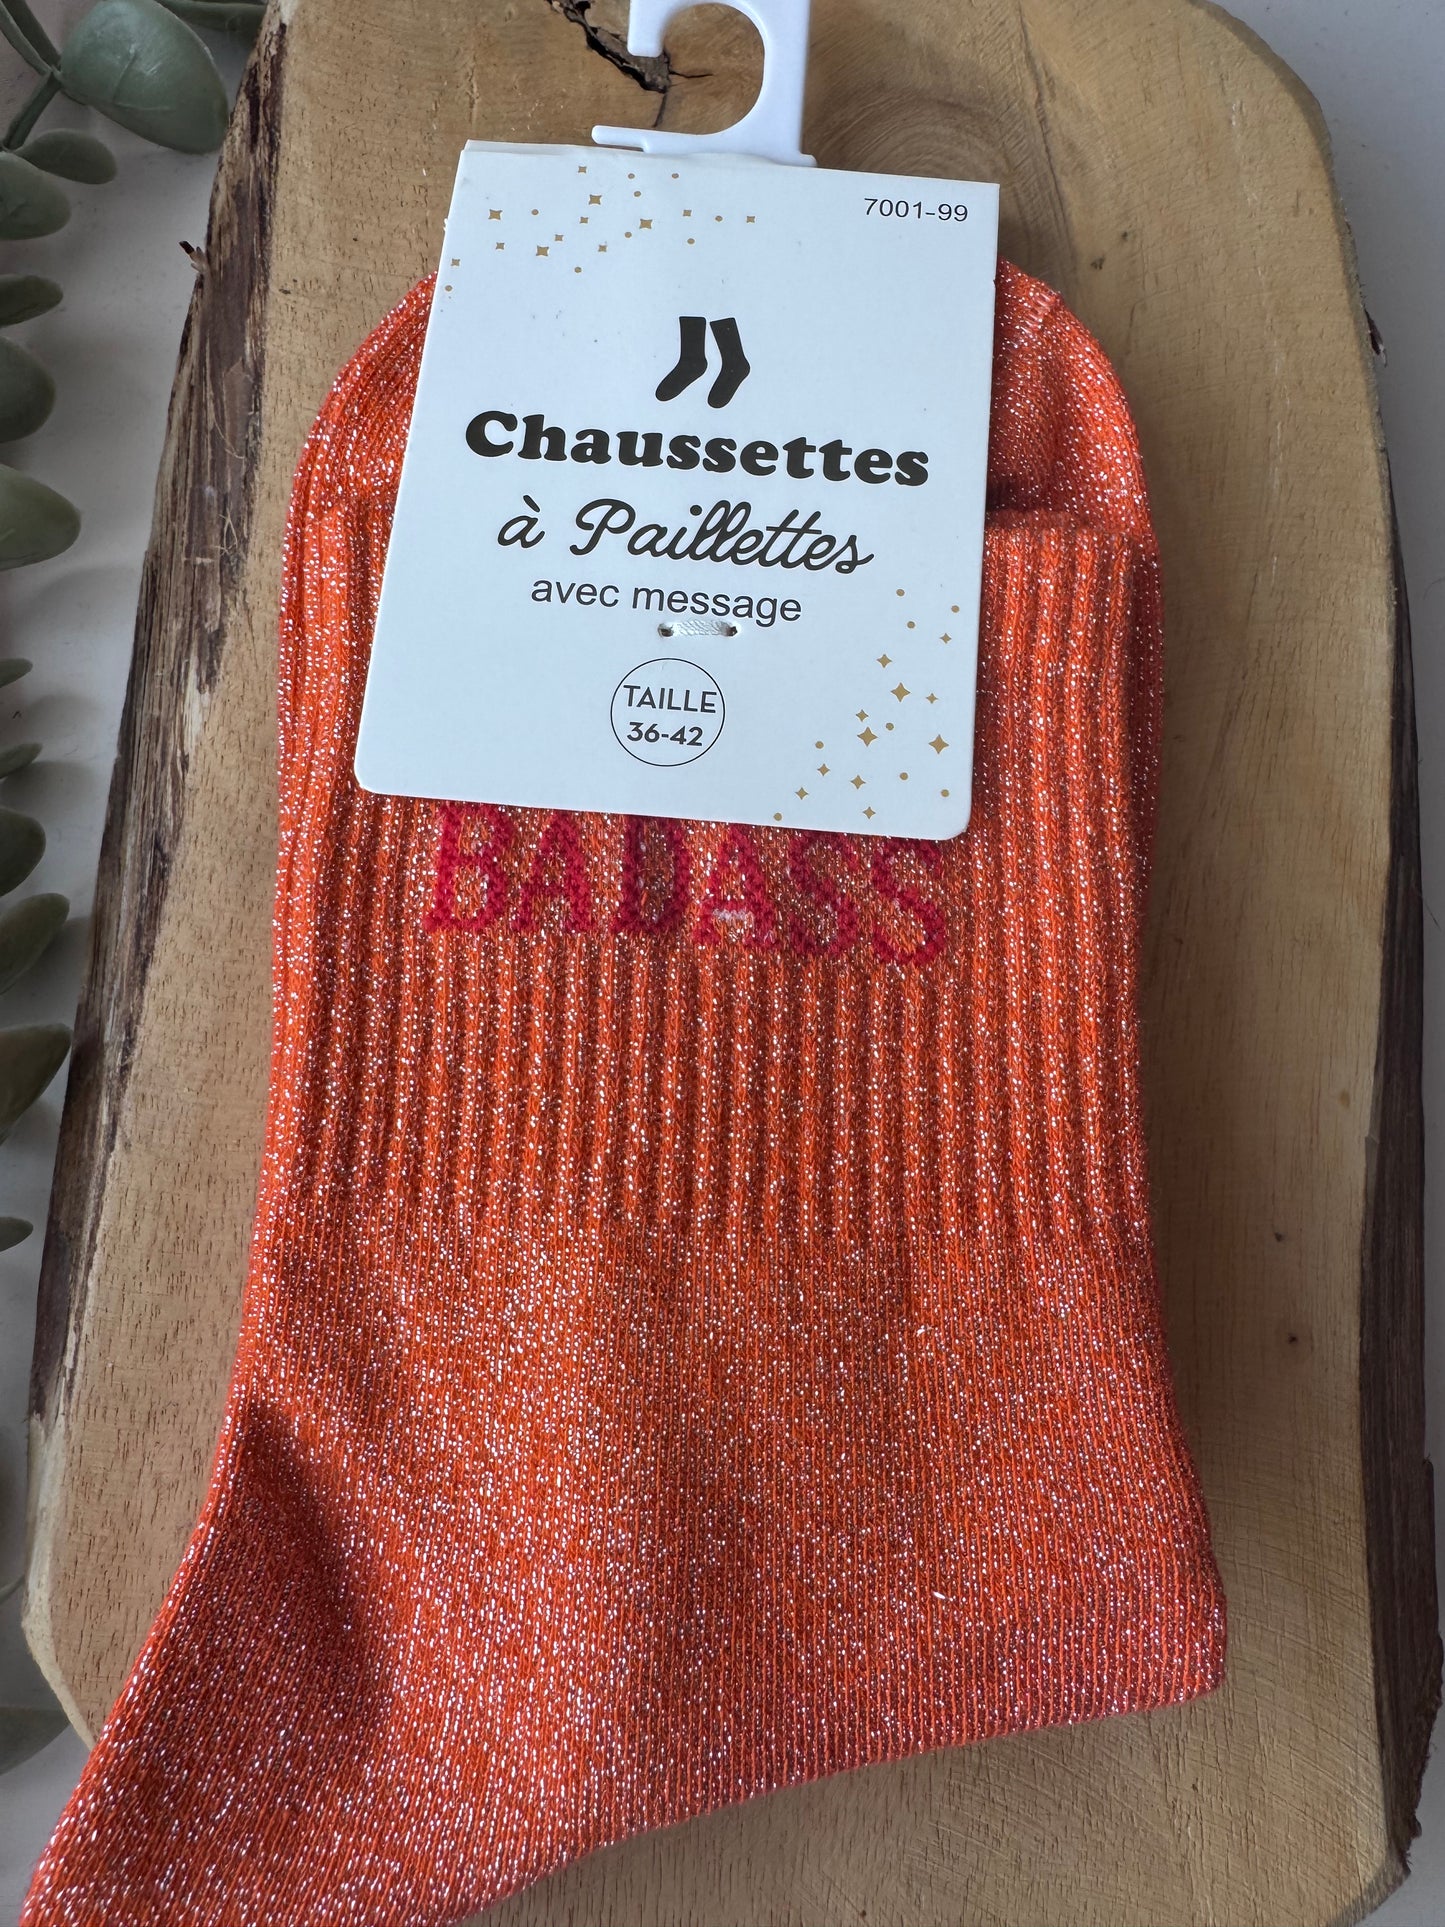 7001-99
Chaussettes
à Paillettes
avec message
TAILLE
36-42
BADASS